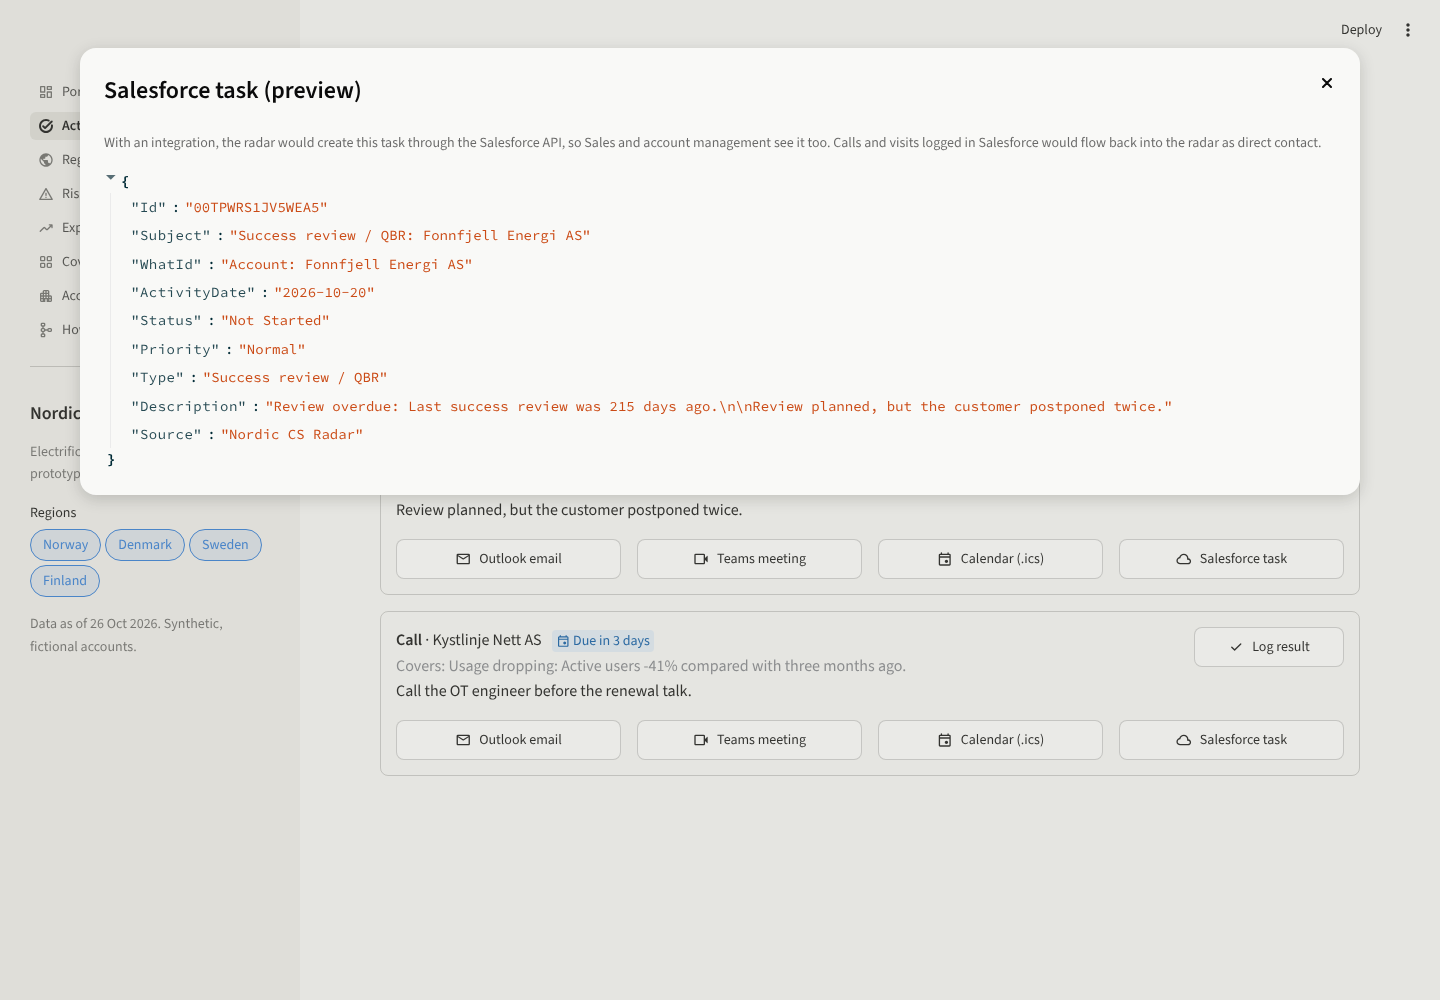 Deploy
Salesforce task (preview)
With an integration, the radar would create this task through the Salesforce API, so Sales and account management see it too. Calls and visits logged in Salesforce would flow back into the radar as direct contact.
{
"Id" : "00TPWRS1JV5WEA5"
"Subject" : "Success review / QBR: Fonnfjell Energi AS"
"WhatId" : "Account: Fonnfjell Energi AS"
"ActivityDate" : "2026-10-20"
"Status" : "Not Started"
"Priority" : "Normal"
"Type" : "Success review / QBR"
"Description" : "Review overdue: Last success review was 215 days ago.\n\nReview planned, but the customer postponed twice."
"Source" : "Nordic CS Radar"
}
Nordic
Regions
Norway Denmark Sweden
Finland
Data as of 26 Oct 2026. Synthetic,
fictional accounts.
Review planned, but the customer postponed twice.
Outlook email Teams meeting Calendar (.ics) Salesforce task
Call · Kystlinje Nett AS Due in 3 days
Log result
Covers: Usage dropping: Active users -41% compared with three months ago.
Call the OT engineer before the renewal talk.
Outlook email Teams meeting Calendar (.ics) Salesforce task